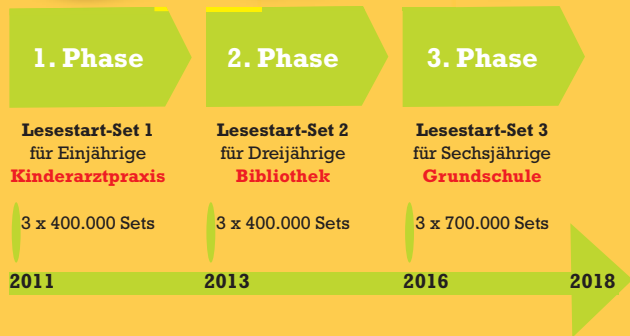 1. Phase
2. Phase
3. Phase
Lesestart-Set 1
für Einjährige
Kinderarztpraxis
3 x 400.000 Sets
Lesestart-Set 2
für Dreijährige
Bibliothek
3 x 400.000 Sets
Lesestart-Set 3
für Sechsjährige
Grundschule
3 x 700.000 Sets
2011
2013
2016
2018